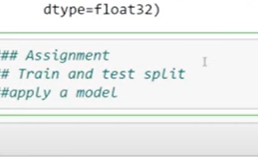 dtype=float32)
## Assignment
# Train and test split
#apply a model